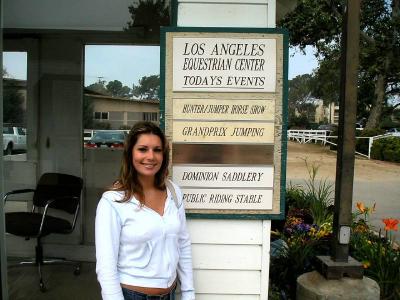 LOS ANGELES
EQUESTRIAN CENTER
TODAYS EVENTS
HUNTER/JUMPER HORSE SHOW
GRANDPRIX JUMPING
DOMINION SADDLERY
PUBLIC RIDING STABLE